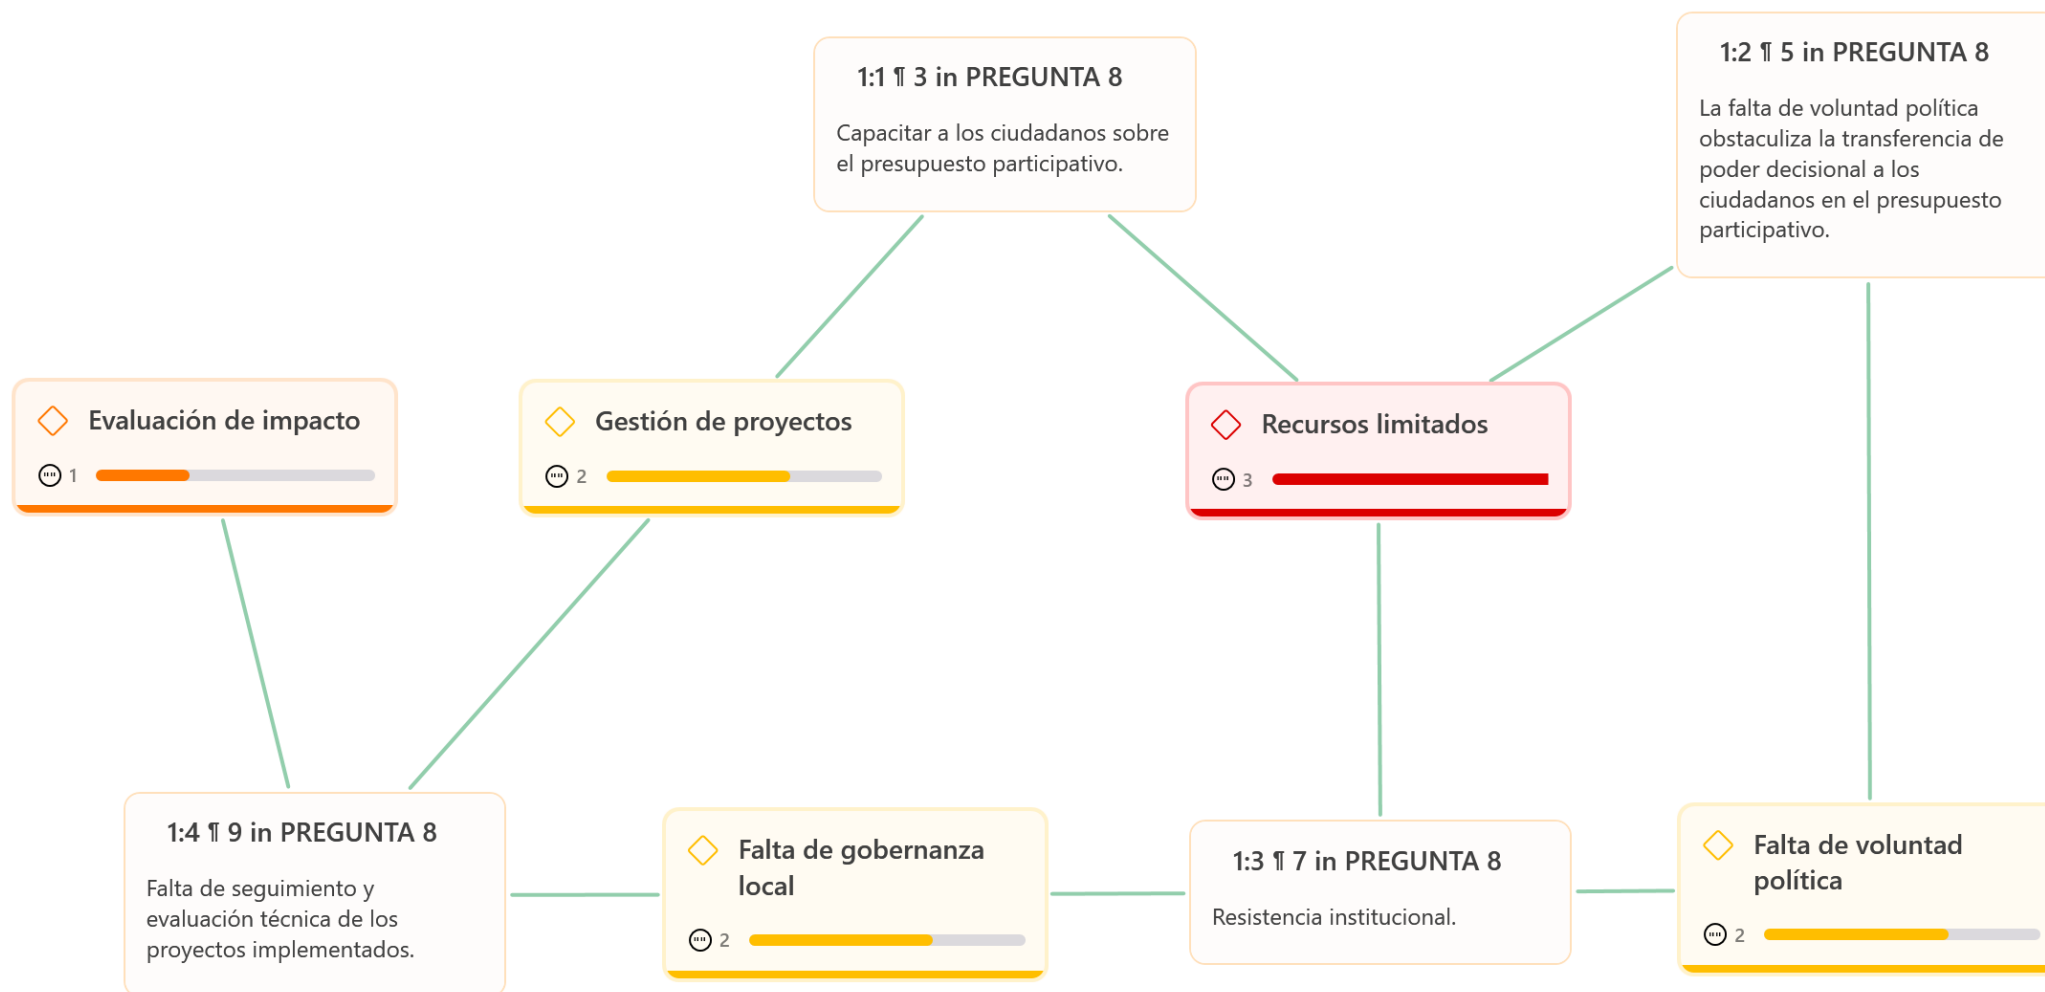 1:1 ¶ 3 in PREGUNTA 8
Capacitar a los ciudadanos sobre
el presupuesto participativo.
1:2 ¶ 5 in PREGUNTA 8
La falta de voluntad política
obstaculiza la transferencia de
poder decisional a los
ciudadanos en el presupuesto
participativo.
Evaluación de impacto
1
Gestión de proyectos
2
Recursos limitados
3
1:4 ¶ 9 in PREGUNTA 8
Falta de seguimiento y
evaluación técnica de los
proyectos implementados.
Falta de gobernanza
local
2
1:3 ¶ 7 in PREGUNTA 8
Resistencia institucional.
Falta de voluntad
política
2